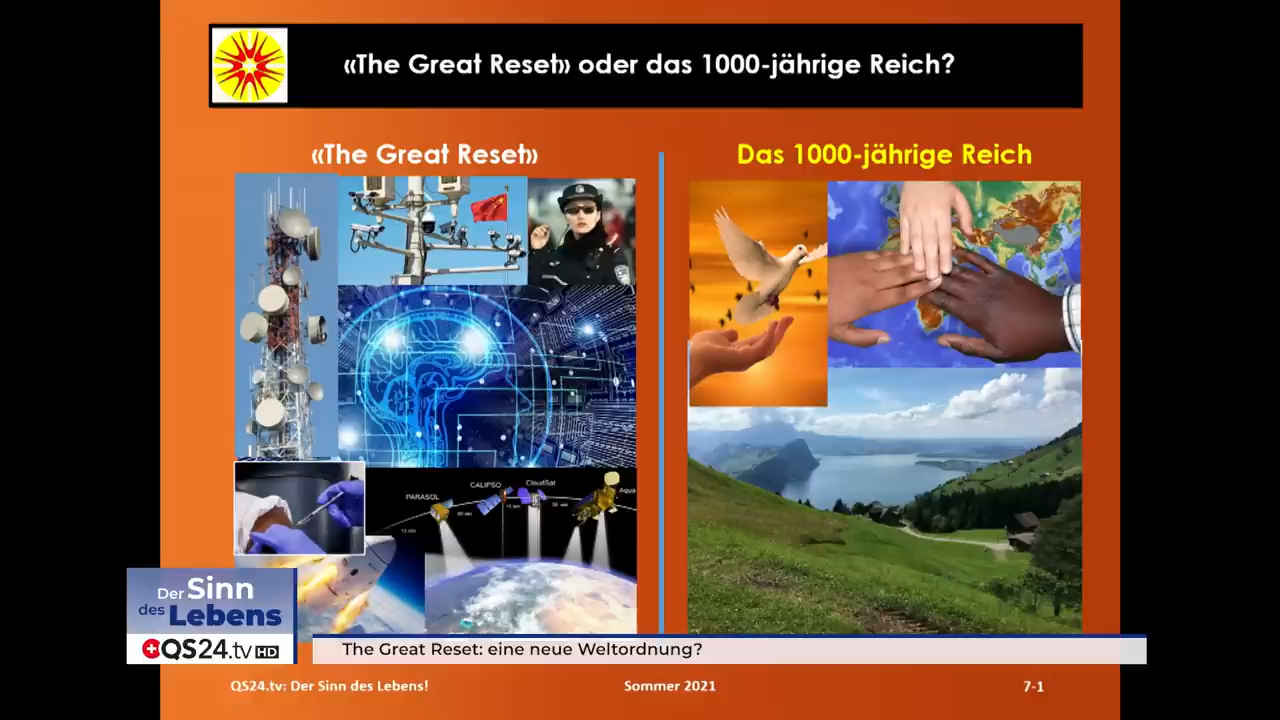 «The Great Reset» oder das 1000-jährige Reich?
«The Great Reset»
Das 1000-jährige Reich
PARASOL
CALIPSO
CloudSat
Aqua
Der Sinn
des Lebens
QS24.tv HD
The Great Reset: eine neue Weltordnung?
QS24.tv: Der Sinn des Lebens!
Sommer 2021
7-1